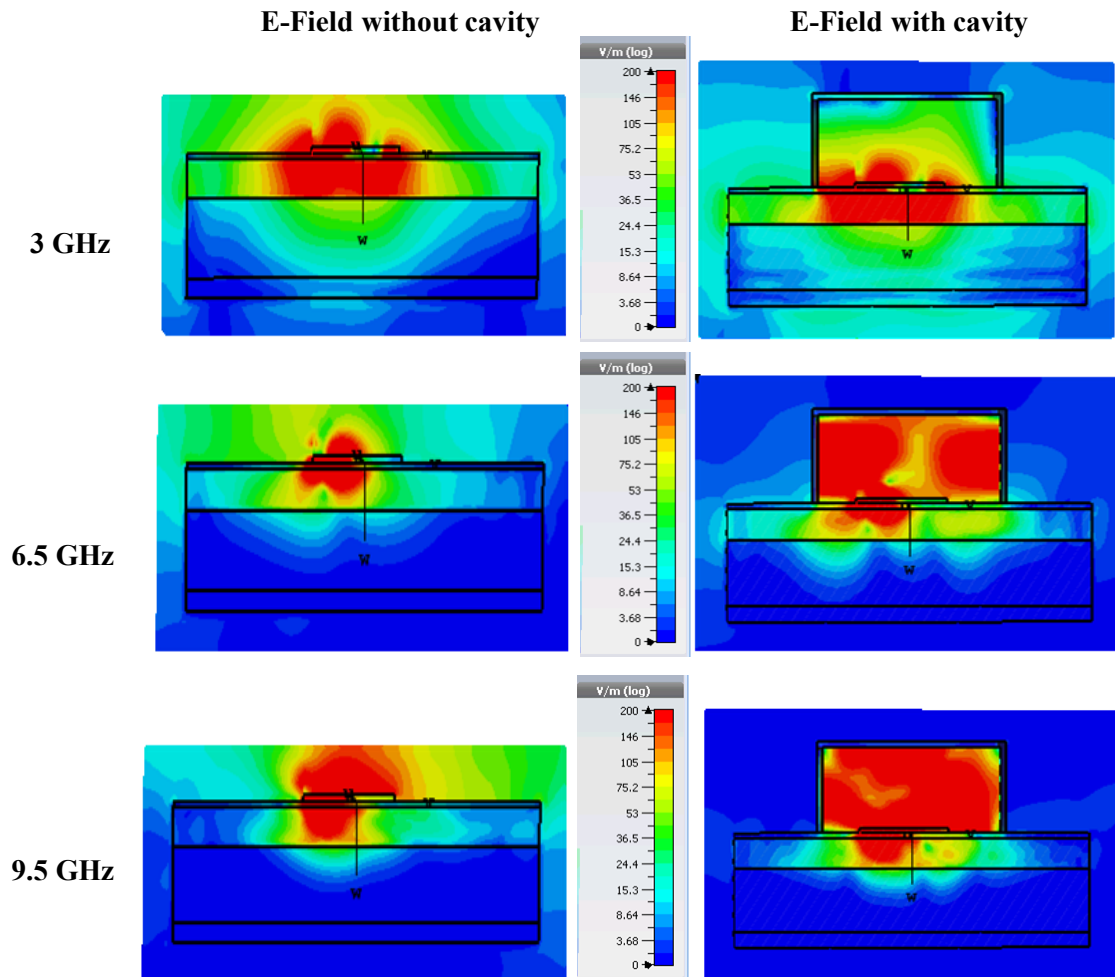 E-Field without cavity
E-Field with cavity
3 GHz
V/m (log)
200
146
105
75.2
53
36.5
24.4
15.3
8.64
3.68
0
W
W
6.5 GHz
V/m (log)
200
146
105
75.2
53
36.5
24.4
15.3
8.64
3.68
0
W
W
9.5 GHz
V/m (log)
200
146
105
75.2
53
36.5
24.4
15.3
8.64
3.68
0
W
W